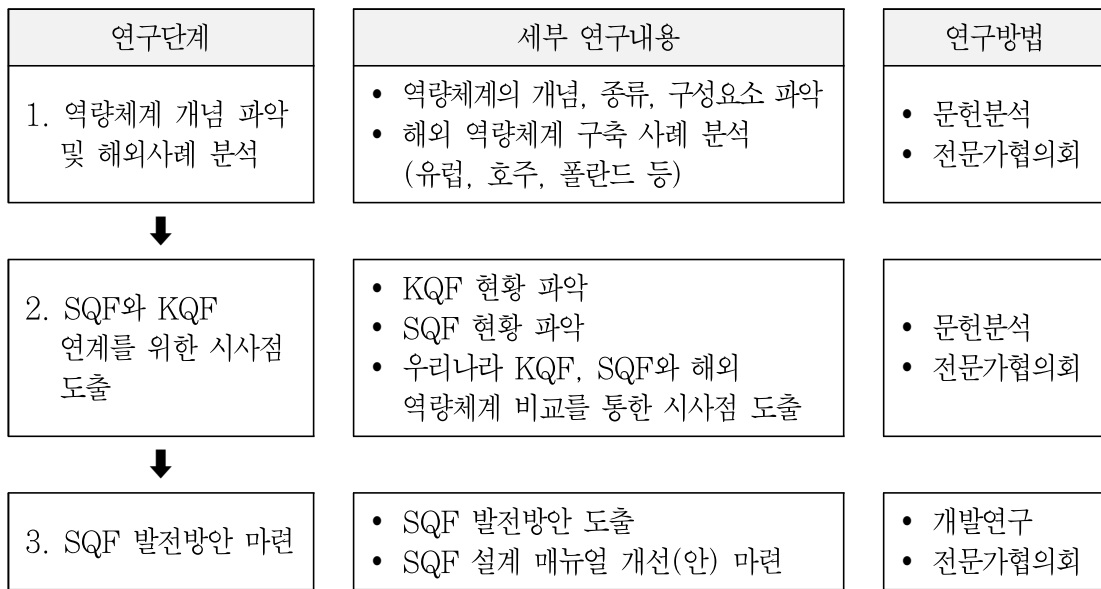 연구단계
세부 연구내용
연구방법
1. 역량체계 개념 파악
및 해외사례 분석
• 역량체계의 개념, 종류, 구성요소 파악
• 해외 역량체계 구축 사례 분석
(유럽, 호주, 폴란드 등)
• 문헌분석
• 전문가협의회
2. SQF와 KQF
연계를 위한 시사점
도출
• KQF 현황 파악
• SQF 현황 파악
• 우리나라 KQF, SQF와 해외
역량체계 비교를 통한 시사점 도출
• 문헌분석
• 전문가협의회
3. SQF 발전방안 마련
• SQF 발전방안 도출
• SQF 설계 매뉴얼 개선(안) 마련
• 개발연구
• 전문가협의회